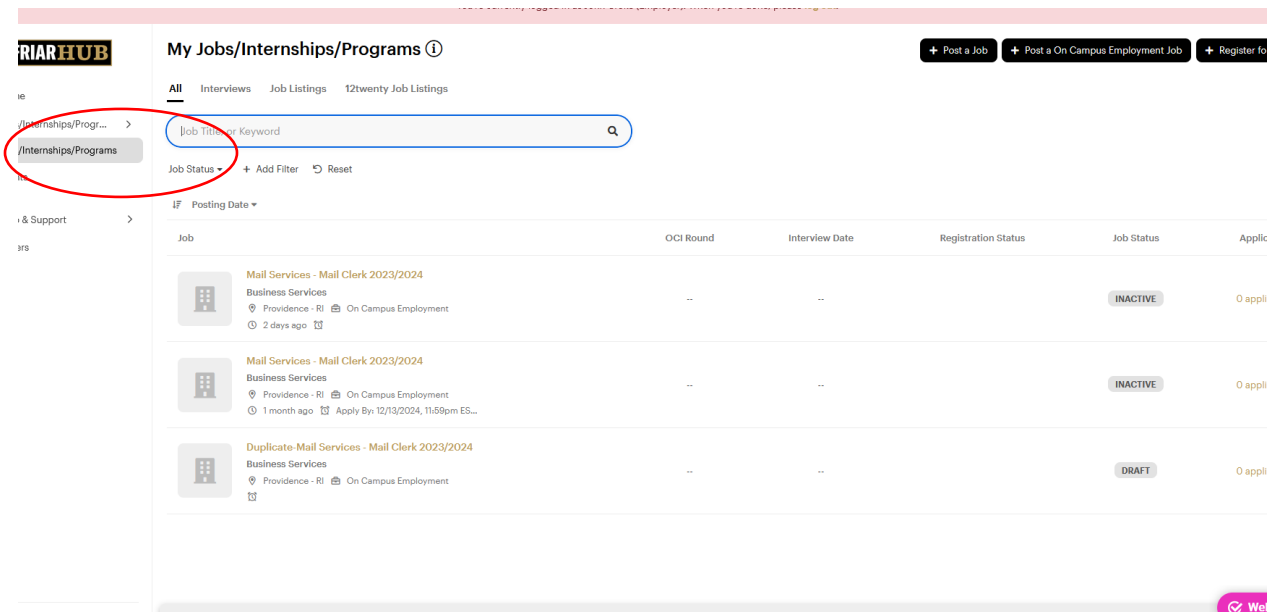 RIARHUB
My Jobs/Internships/Programs
+ Post a Job
+ Post a On Campus Employment Job
+ Register fo
All
Interviews
Job Listings
12twenty Job Listings
/Internships/Progr...
/Internships/Programs
& Support
Job Title or Keyword
Job Status
+ Add Filter
Reset
Posting Date
Job
OCI Round
Interview Date
Registration Status
Job Status
Applic
Mail Services - Mail Clerk 2023/2024
Business Services
Providence - RI On Campus Employment
2 days ago
--
--
INACTIVE
0 appli
Mail Services - Mail Clerk 2023/2024
Business Services
Providence - RI On Campus Employment
1 month ago Apply By: 12/13/2024, 11:59pm ES...
--
--
INACTIVE
0 appli
Duplicate-Mail Services - Mail Clerk 2023/2024
Business Services
Providence - RI On Campus Employment
--
--
DRAFT
0 appli
We